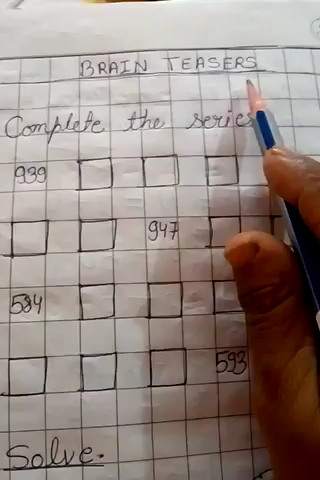 BRAIN TEASERS
Complete the series
939
947
584
593
Solve.